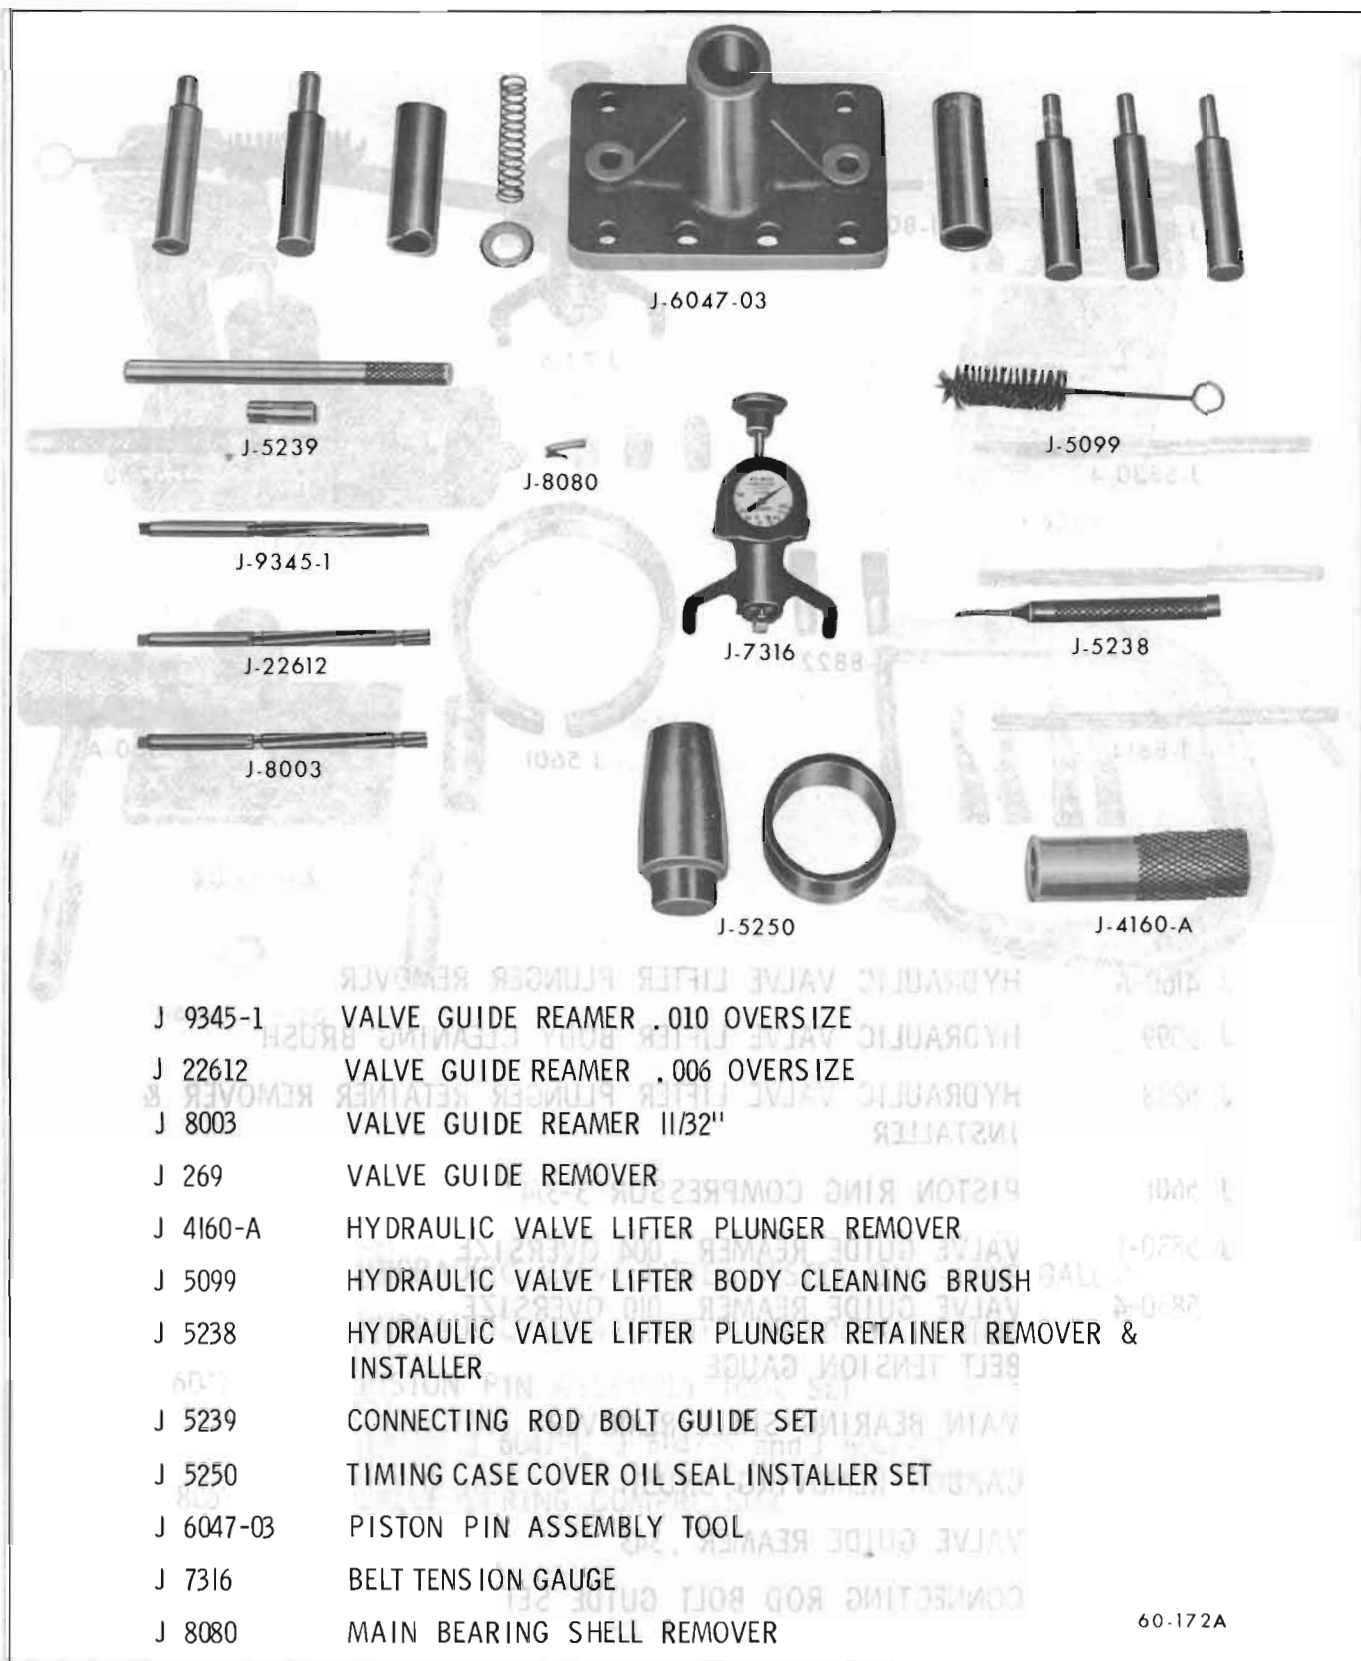 J-6047-03
J-5239
J-8080
J-5099
J-9345-1
J-7316
J-5238
J-22612
J-8003
J-5250
J-4160-A
J 9345-1 VALVE GUIDE REAMER .010 OVERSIZE
J 22612 VALVE GUIDE REAMER .006 OVERSIZE
J 8003 VALVE GUIDE REAMER 11/32"
J 269 VALVE GUIDE REMOVER
J 4160-A HYDRAULIC VALVE LIFTER PLUNGER REMOVER
J 5099 HYDRAULIC VALVE LIFTER BODY CLEANING BRUSH
J 5238 HYDRAULIC VALVE LIFTER PLUNGER RETAINER REMOVER &
INSTALLER
J 5239 CONNECTING ROD BOLT GUIDE SET
J 5250 TIMING CASE COVER OIL SEAL INSTALLER SET
J 6047-03 PISTON PIN ASSEMBLY TOOL
J 7316 BELT TENSION GAUGE
J 8080 MAIN BEARING SHELL REMOVER
60-172A